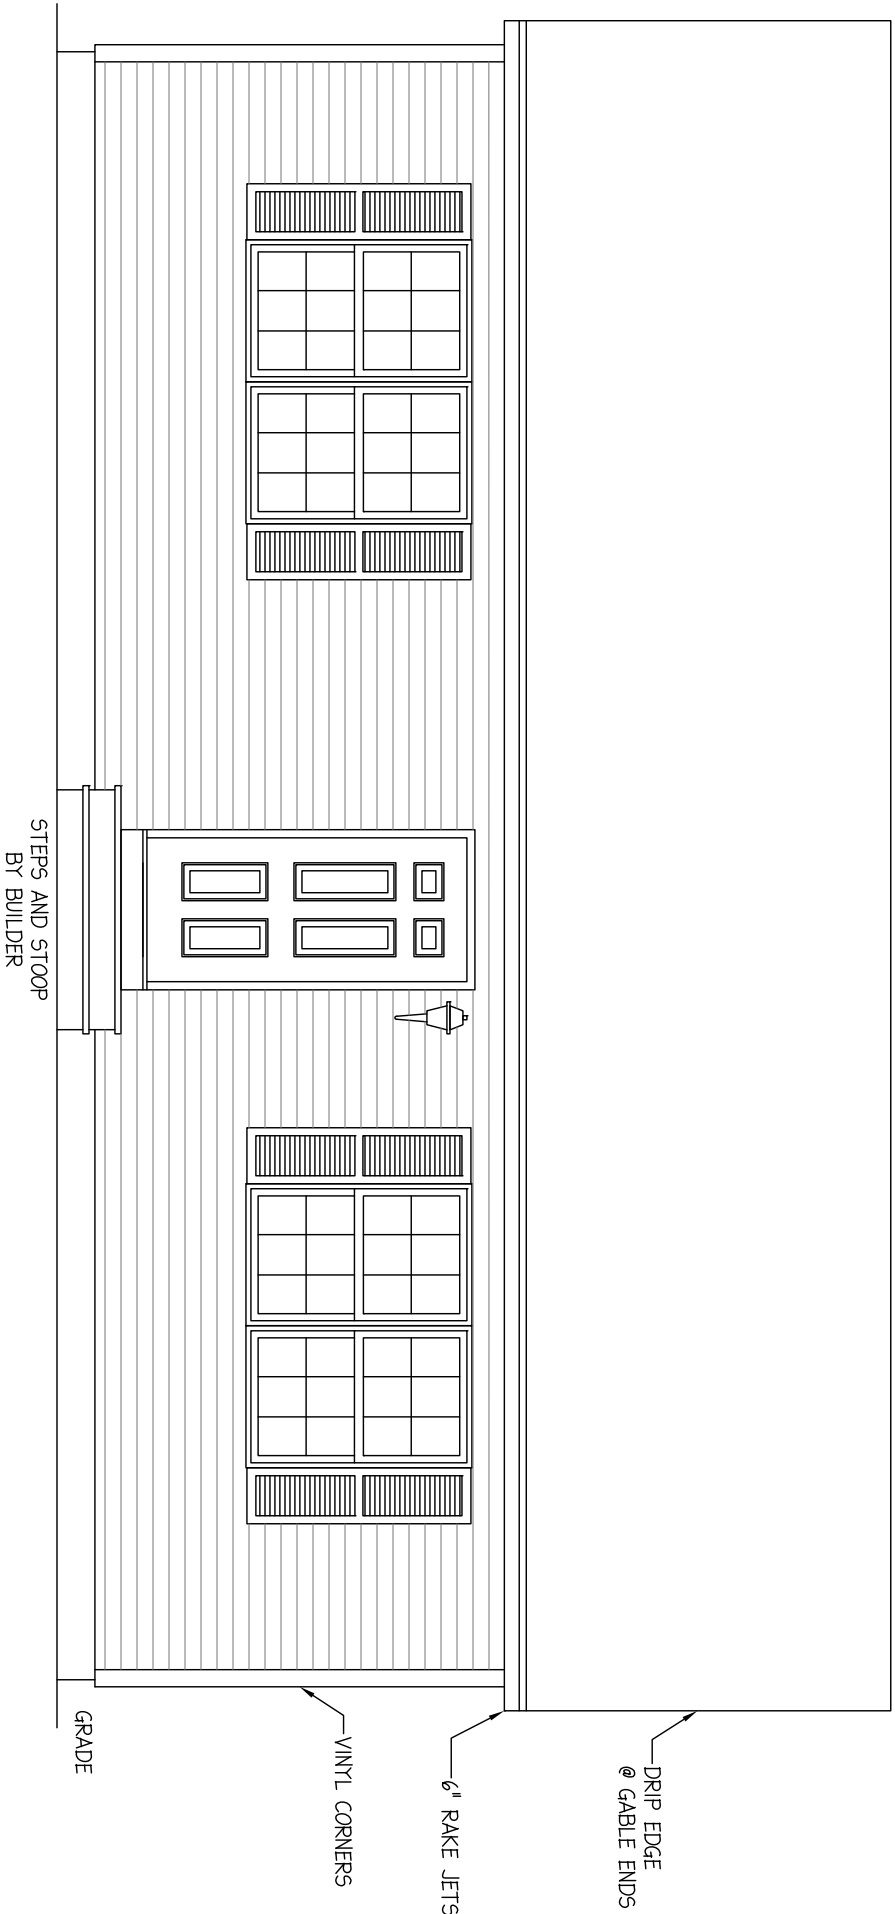 DRIP EDGE
@ GABLE ENDS
6" RAKE JETS
VINYL CORNERS
GRADE
STEPS AND STOOP
BY BUILDER